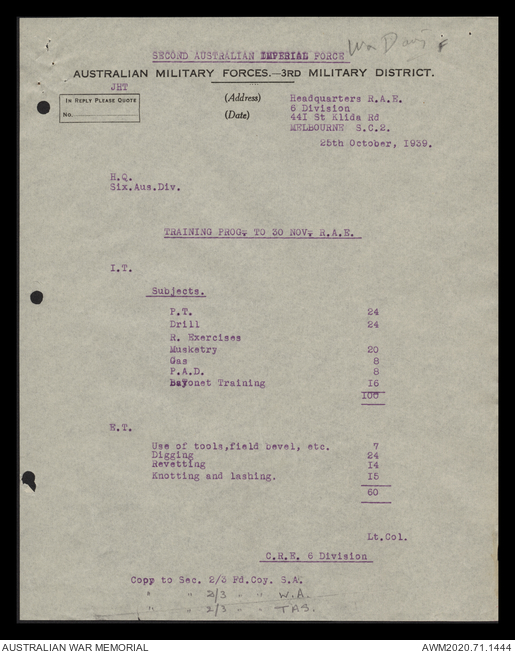 SECOND AUSTRALIAN IMPERIAL FORCE
War Diary F
AUSTRALIAN MILITARY FORCES.—3RD MILITARY DISTRICT.
JHT
IN REPLY PLEASE QUOTE
No.
(Address) Headquarters R.A.E.
6 Division
(Date) 441 St Kilda Rd
MELBOURNE S.C.2.
25th October, 1939.
H.Q.
Six.Aus.Div.
TRAINING PROG. TO 30 NOV. R.A.E.
I.T.
Subjects.
P.T. 24
Drill 24
R. Exercises
Musketry 20
Gas 8
P.A.D. 8
Bayonet Training 16
100
E.T.
Use of tools,field bevel, etc. 7
Digging 24
Revetting 14
Knotting and lashing. 15
60
Lt.Col.
C.R.E. 6 Division
Copy to Sec. 2/3 Fd.Coy. S.A.
" " 2/3 " " W.A.
" " 2/3 " - TAS.
AUSTRALIAN WAR MEMORIAL
AWM2020.71.1444